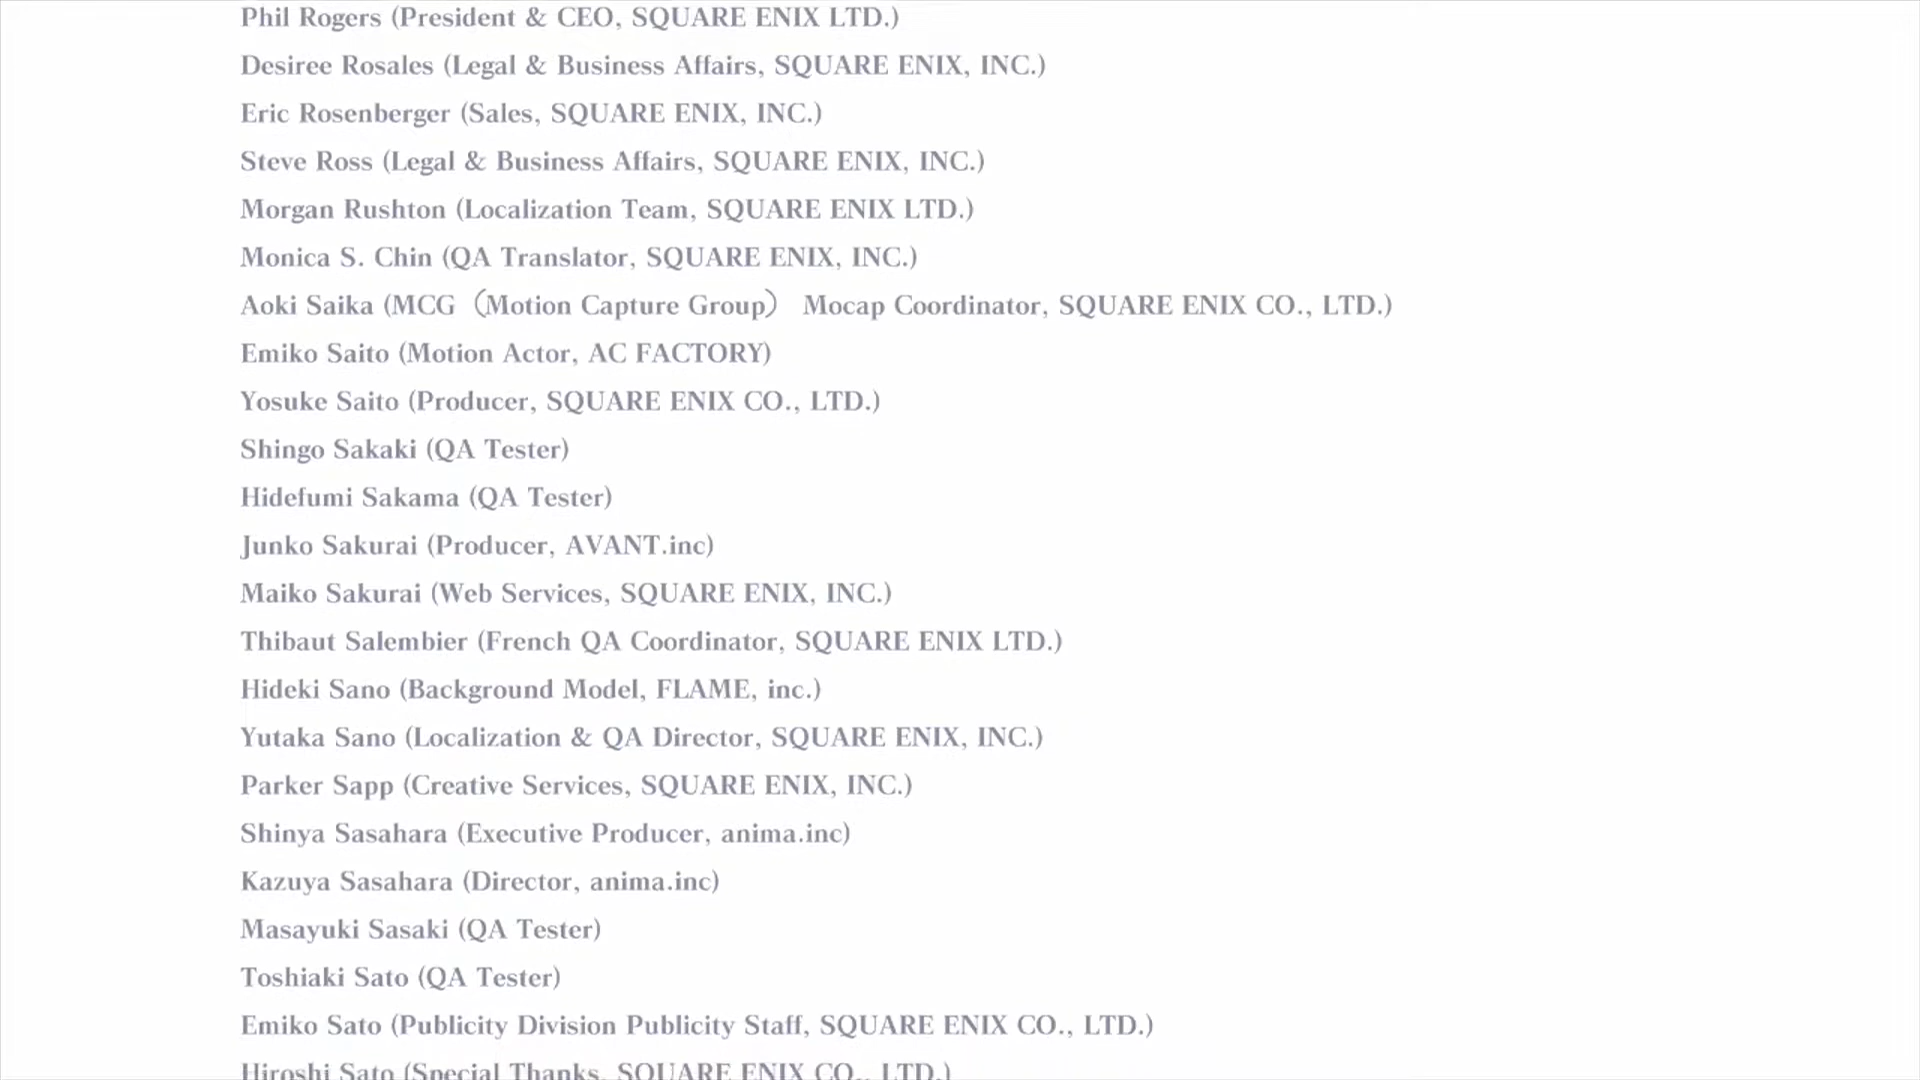 Phil Rogers (President & CEO, SQUARE ENIX LTD.)
Desiree Rosales (Legal & Business Affairs, SQUARE ENIX, INC.)
Eric Rosenberger (Sales, SQUARE ENIX, INC.)
Steve Ross (Legal & Business Affairs, SQUARE ENIX, INC.)
Morgan Rushton (Localization Team, SQUARE ENIX LTD.)
Monica S. Chin (QA Translator, SQUARE ENIX, INC.)
Aoki Saika (MCG（Motion Capture Group） Mocap Coordinator, SQUARE ENIX CO., LTD.)
Emiko Saito (Motion Actor, AC FACTORY)
Yosuke Saito (Producer, SQUARE ENIX CO., LTD.)
Shingo Sakaki (QA Tester)
Hidefumi Sakama (QA Tester)
Junko Sakurai (Producer, AVANT.inc)
Maiko Sakurai (Web Services, SQUARE ENIX, INC.)
Thibaut Salembier (French QA Coordinator, SQUARE ENIX LTD.)
Hideki Sano (Background Model, FLAME, inc.)
Yutaka Sano (Localization & QA Director, SQUARE ENIX, INC.)
Parker Sapp (Creative Services, SQUARE ENIX, INC.)
Shinya Sasahara (Executive Producer, anima.inc)
Kazuya Sasahara (Director, anima.inc)
Masayuki Sasaki (QA Tester)
Toshiaki Sato (QA Tester)
Emiko Sato (Publicity Division Publicity Staff, SQUARE ENIX CO., LTD.)
Hiroshi Sato (Special Thanks, SQUARE ENIX CO., LTD.)